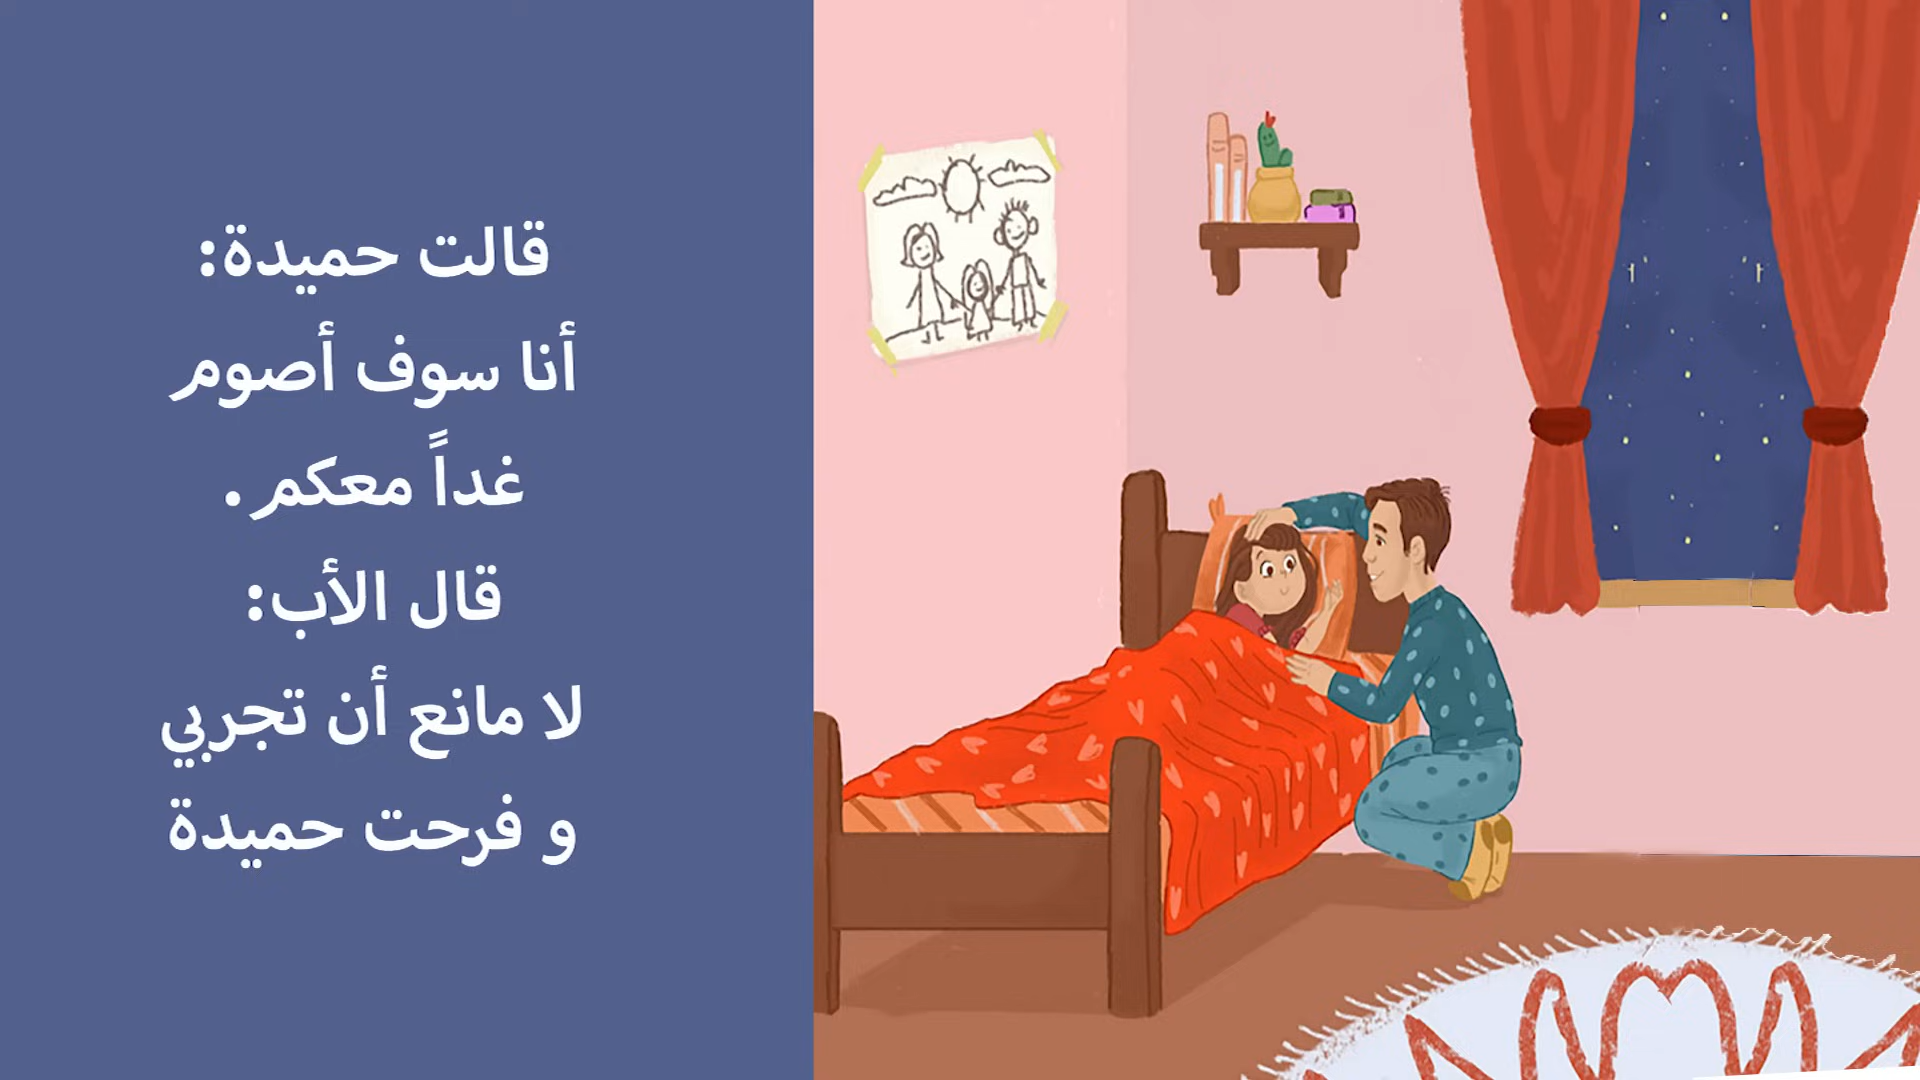 قالت حميدة:
أنا سوف أصوم
غداً معكم .
قال الأب:
لا مانع أن تجربي
و فرحت حميدة